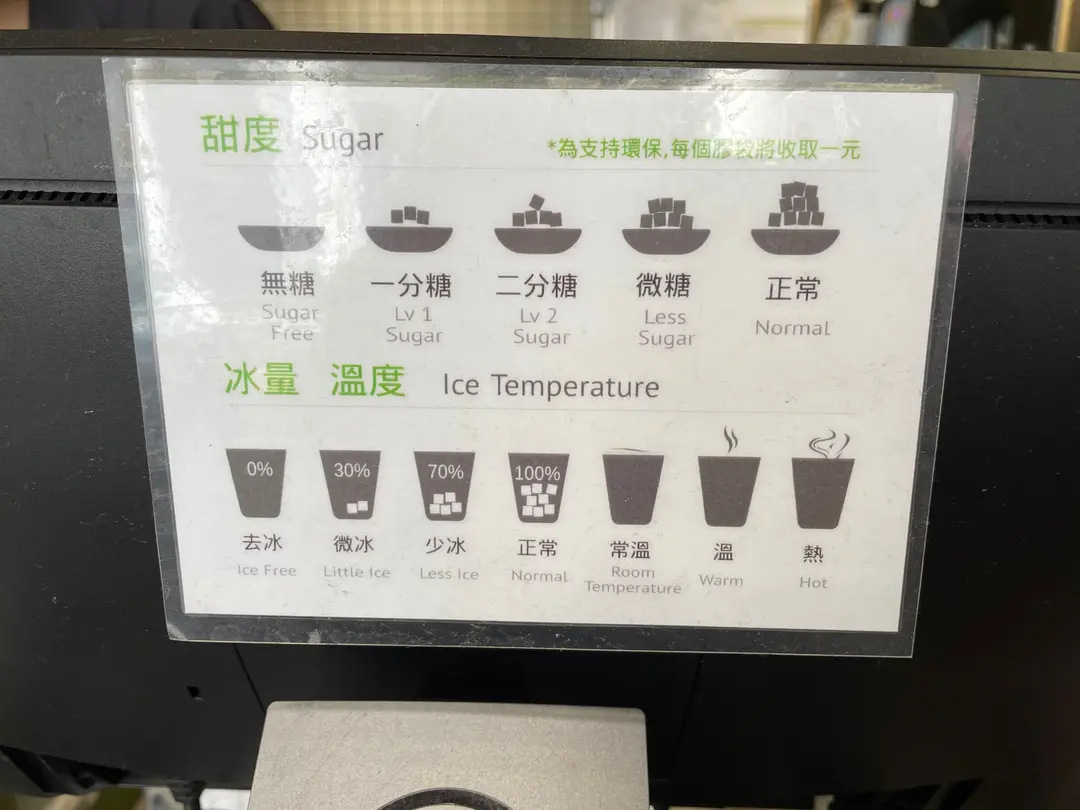 甜度 Sugar
*為支持環保,每個膠袋將收取一元
無糖 一分糖 二分糖 微糖 正常
Sugar Free Lv 1 Sugar Lv 2 Sugar Less Sugar Normal
冰量 溫度 Ice Temperature
0% 30% 70% 100%
去冰 微冰 少冰 正常 常溫 溫 熱
Ice Free Little Ice Less Ice Normal Room Temperature Warm Hot